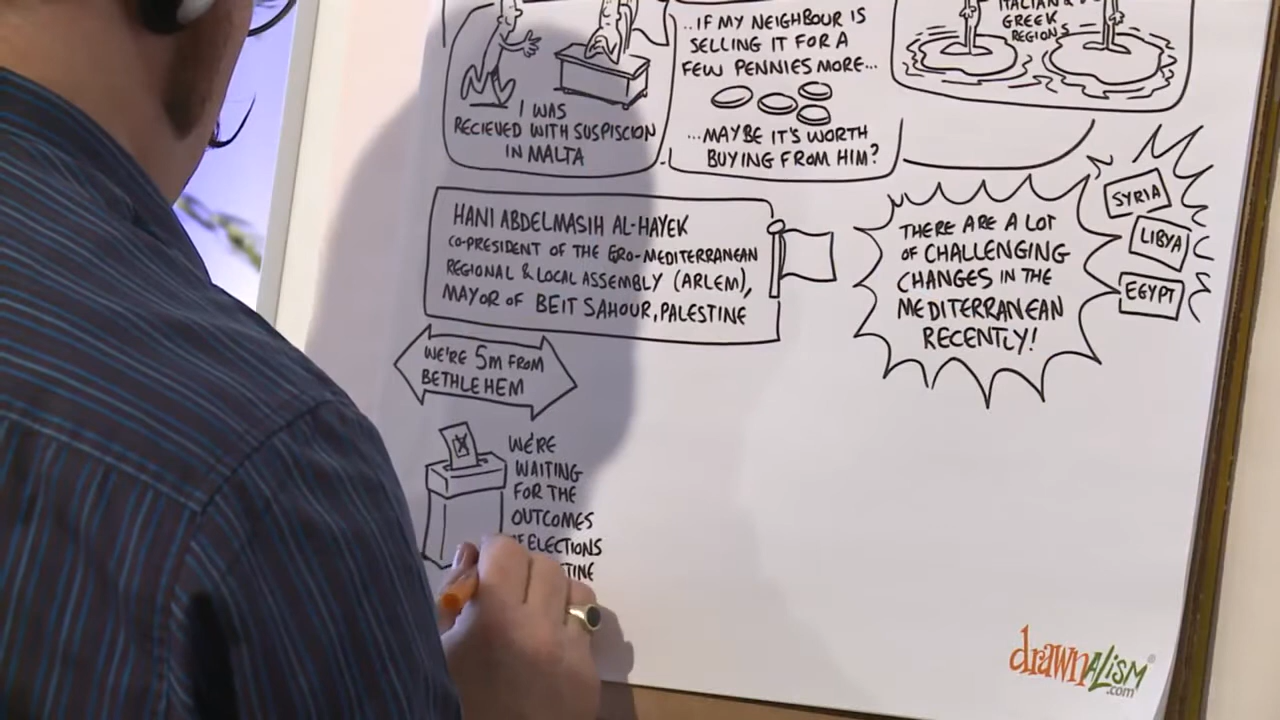 I WAS
RECIEVED WITH SUSPISCION
IN MALTA
..IF MY NEIGHBOUR IS
SELLING IT FOR A
FEW PENNIES MORE...
...MAYBE IT'S WORTH
BUYING FROM HIM?
ITALIAN &
GREEK
REGIONS
HANI ABDELMASIH AL-HAYEK
CO-PRESIDENT OF THE ERO-MEDITERRANEAN
REGIONAL & LOCAL ASSEMBLY (ARLEM),
MAYOR OF BEIT SAHOUR, PALESTINE
THERE ARE A LOT
OF CHALLENGING
CHANGES IN THE
MEDITERRANEAN
RECENTLY!
SYRIA
LIBYA
EGYPT
WE'RE 5M FROM
BETHLEHEM
WE'RE
WAITING
FOR THE
OUTCOMES
ELECTIONS
drawnALISM®
.com